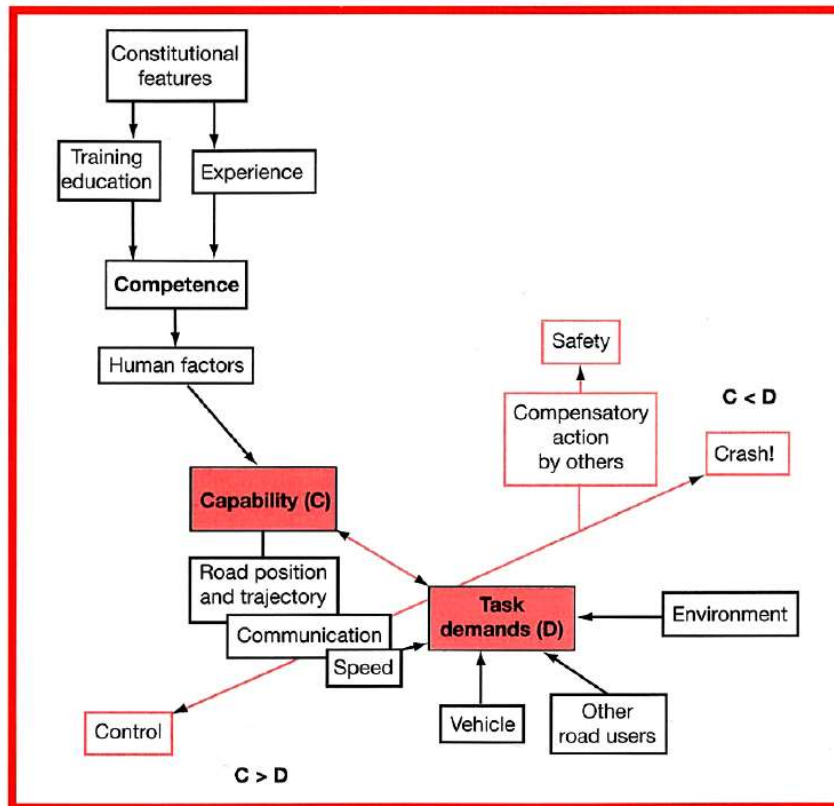 Constitutional
features
Training
education
Experience
Competence
Human factors
Safety
C < D
Compensatory
action
by others
Crash!
Capability (C)
Road position
and trajectory
Communication
Speed
Task
demands (D)
Environment
Vehicle
Other
road users
Control
C > D